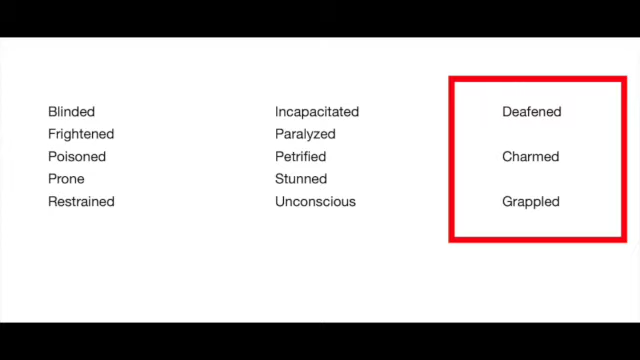 Blinded
Frightened
Poisoned
Prone
Restrained
Incapacitated
Paralyzed
Petrified
Stunned
Unconscious
Deafened
Charmed
Grappled